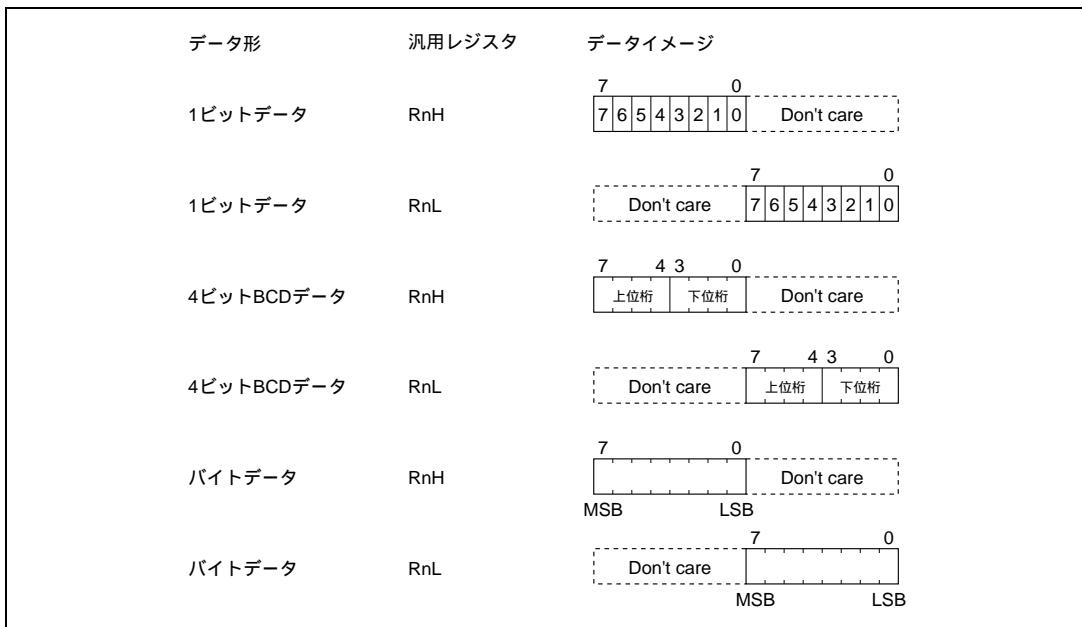 データ形 汎用レジスタ データイメージ
7 0
1ビットデータ RnH 7 6 5 4 3 2 1 0 Don't care
7 0
1ビットデータ RnL Don't care 7 6 5 4 3 2 1 0
7 4 3 0
4ビットBCDデータ RnH 上位桁 下位桁 Don't care
7 4 3 0
4ビットBCDデータ RnL Don't care 上位桁 下位桁
7 0
バイトデータ RnH Don't care
MSB LSB
7 0
バイトデータ RnL Don't care
MSB LSB